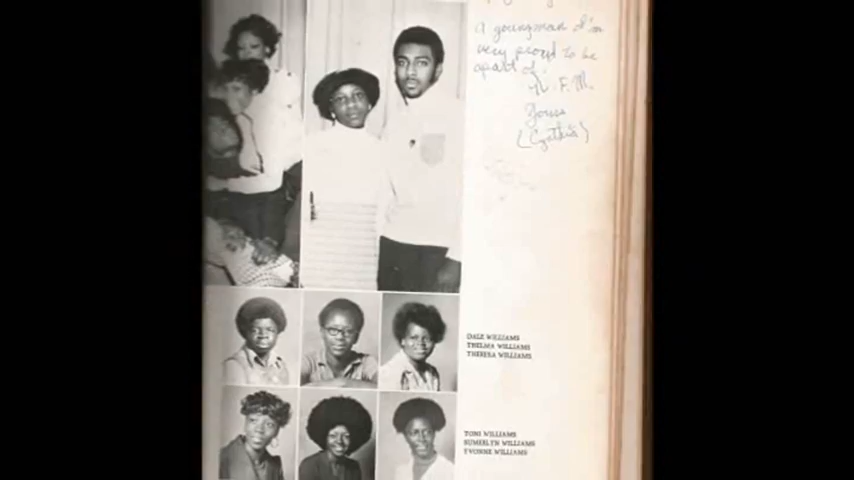 a young man I'm
very proud to be
apart of.
F. M.
Yours
(Cynthia)
DALE WILLIAMS
THELMA WILLIAMS
THERESA WILLIAMS
TONI WILLIAMS
SUMERLYN WILLIAMS
YVONNE WILLIAMS